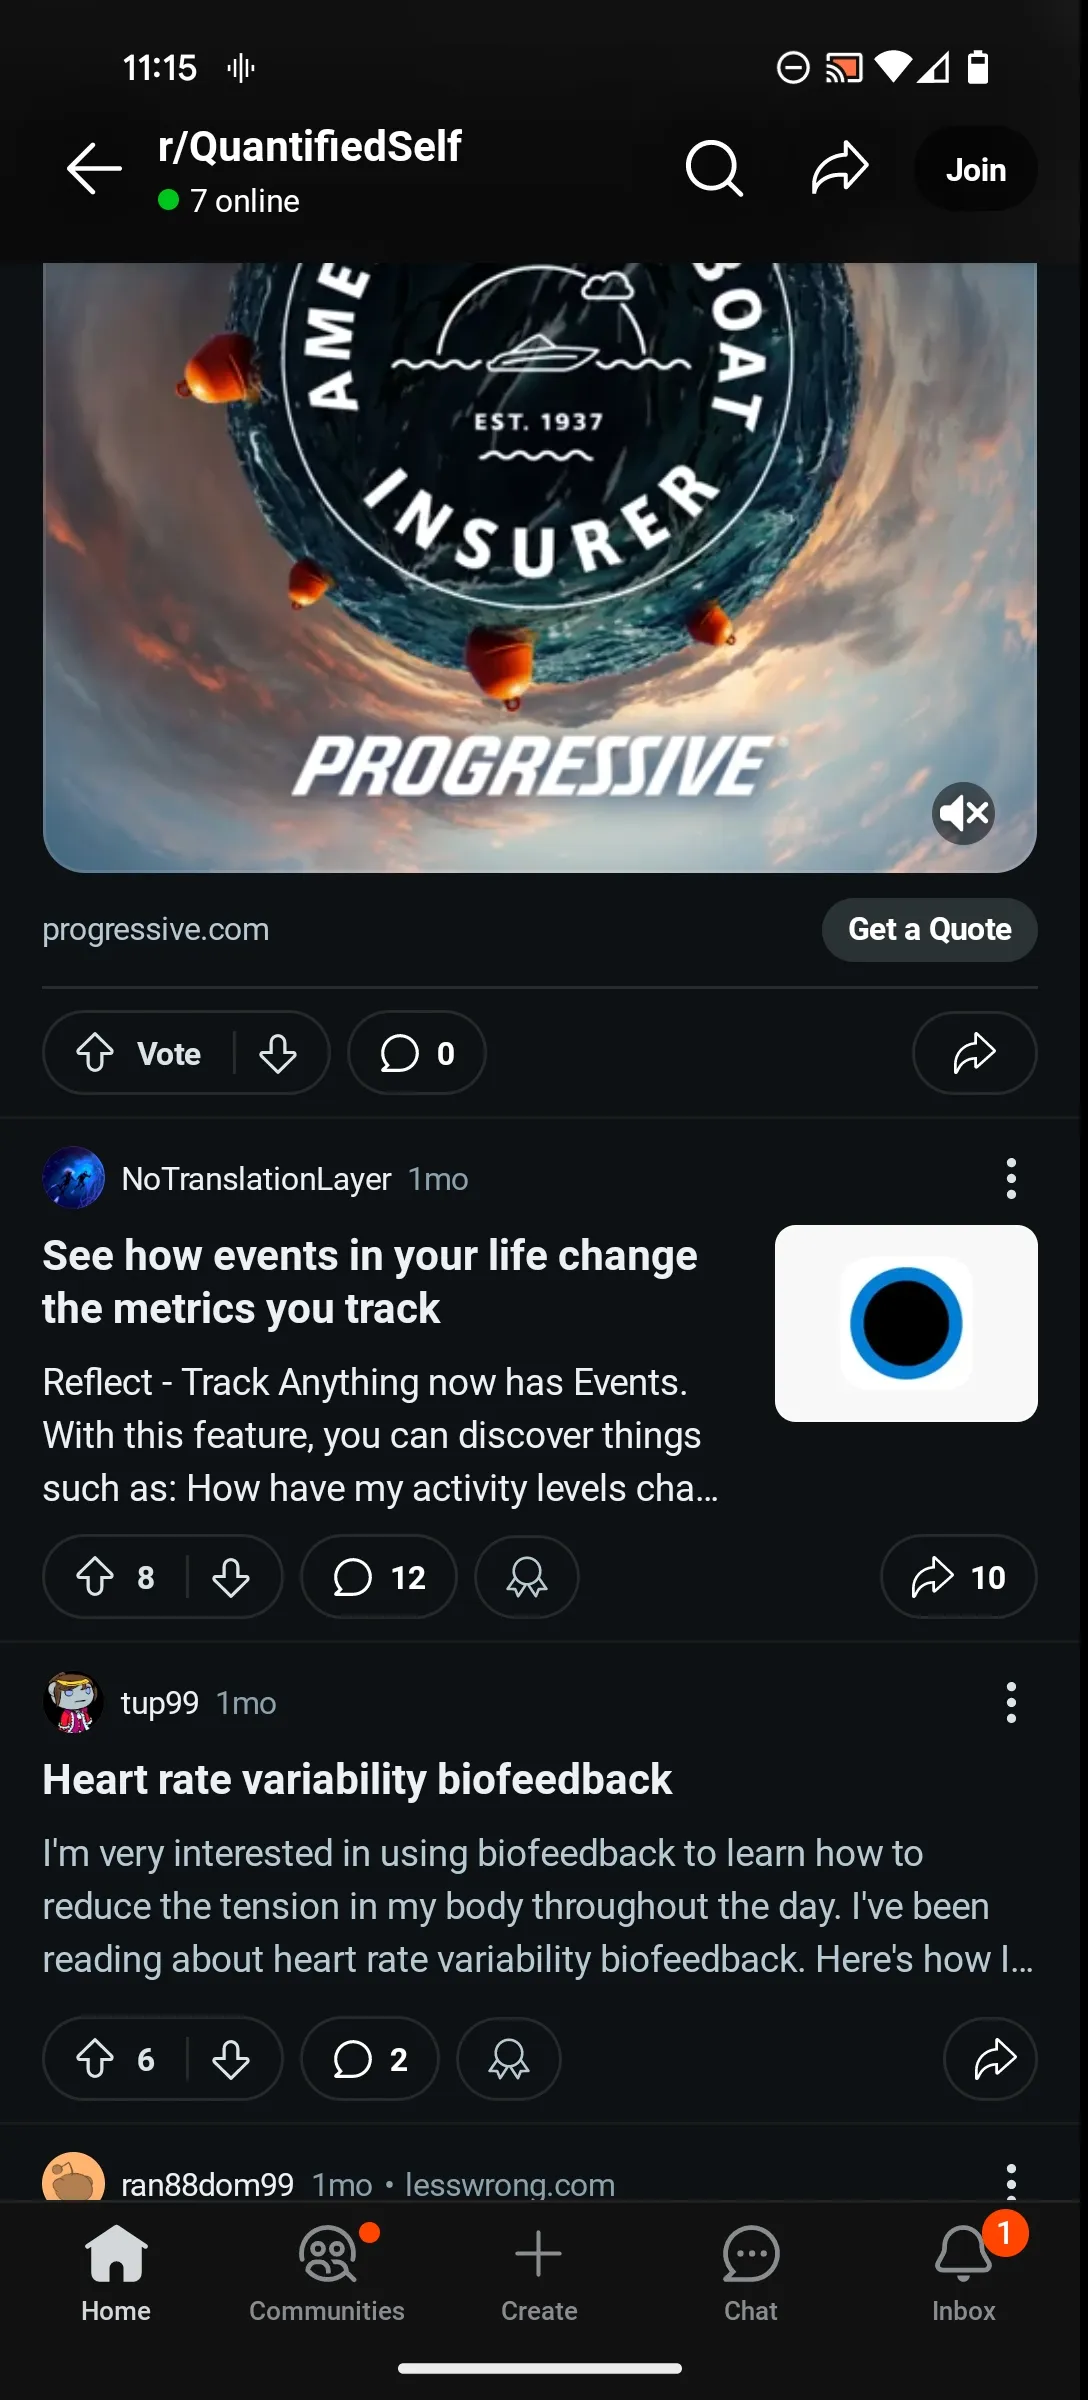 11:15
r/QuantifiedSelf
7 online
Join
EST. 1937
INSURER
PROGRESSIVE
progressive.com
Get a Quote
Vote
0
NoTranslationLayer 1mo
See how events in your life change
the metrics you track
Reflect - Track Anything now has Events.
With this feature, you can discover things
such as: How have my activity levels cha...
8
12
10
tup99 1mo
Heart rate variability biofeedback
I'm very interested in using biofeedback to learn how to
reduce the tension in my body throughout the day. I've been
reading about heart rate variability biofeedback. Here's how I...
6
2
ran88dom99 1mo • lesswrong.com
Home
Communities
Create
Chat
1
Inbox